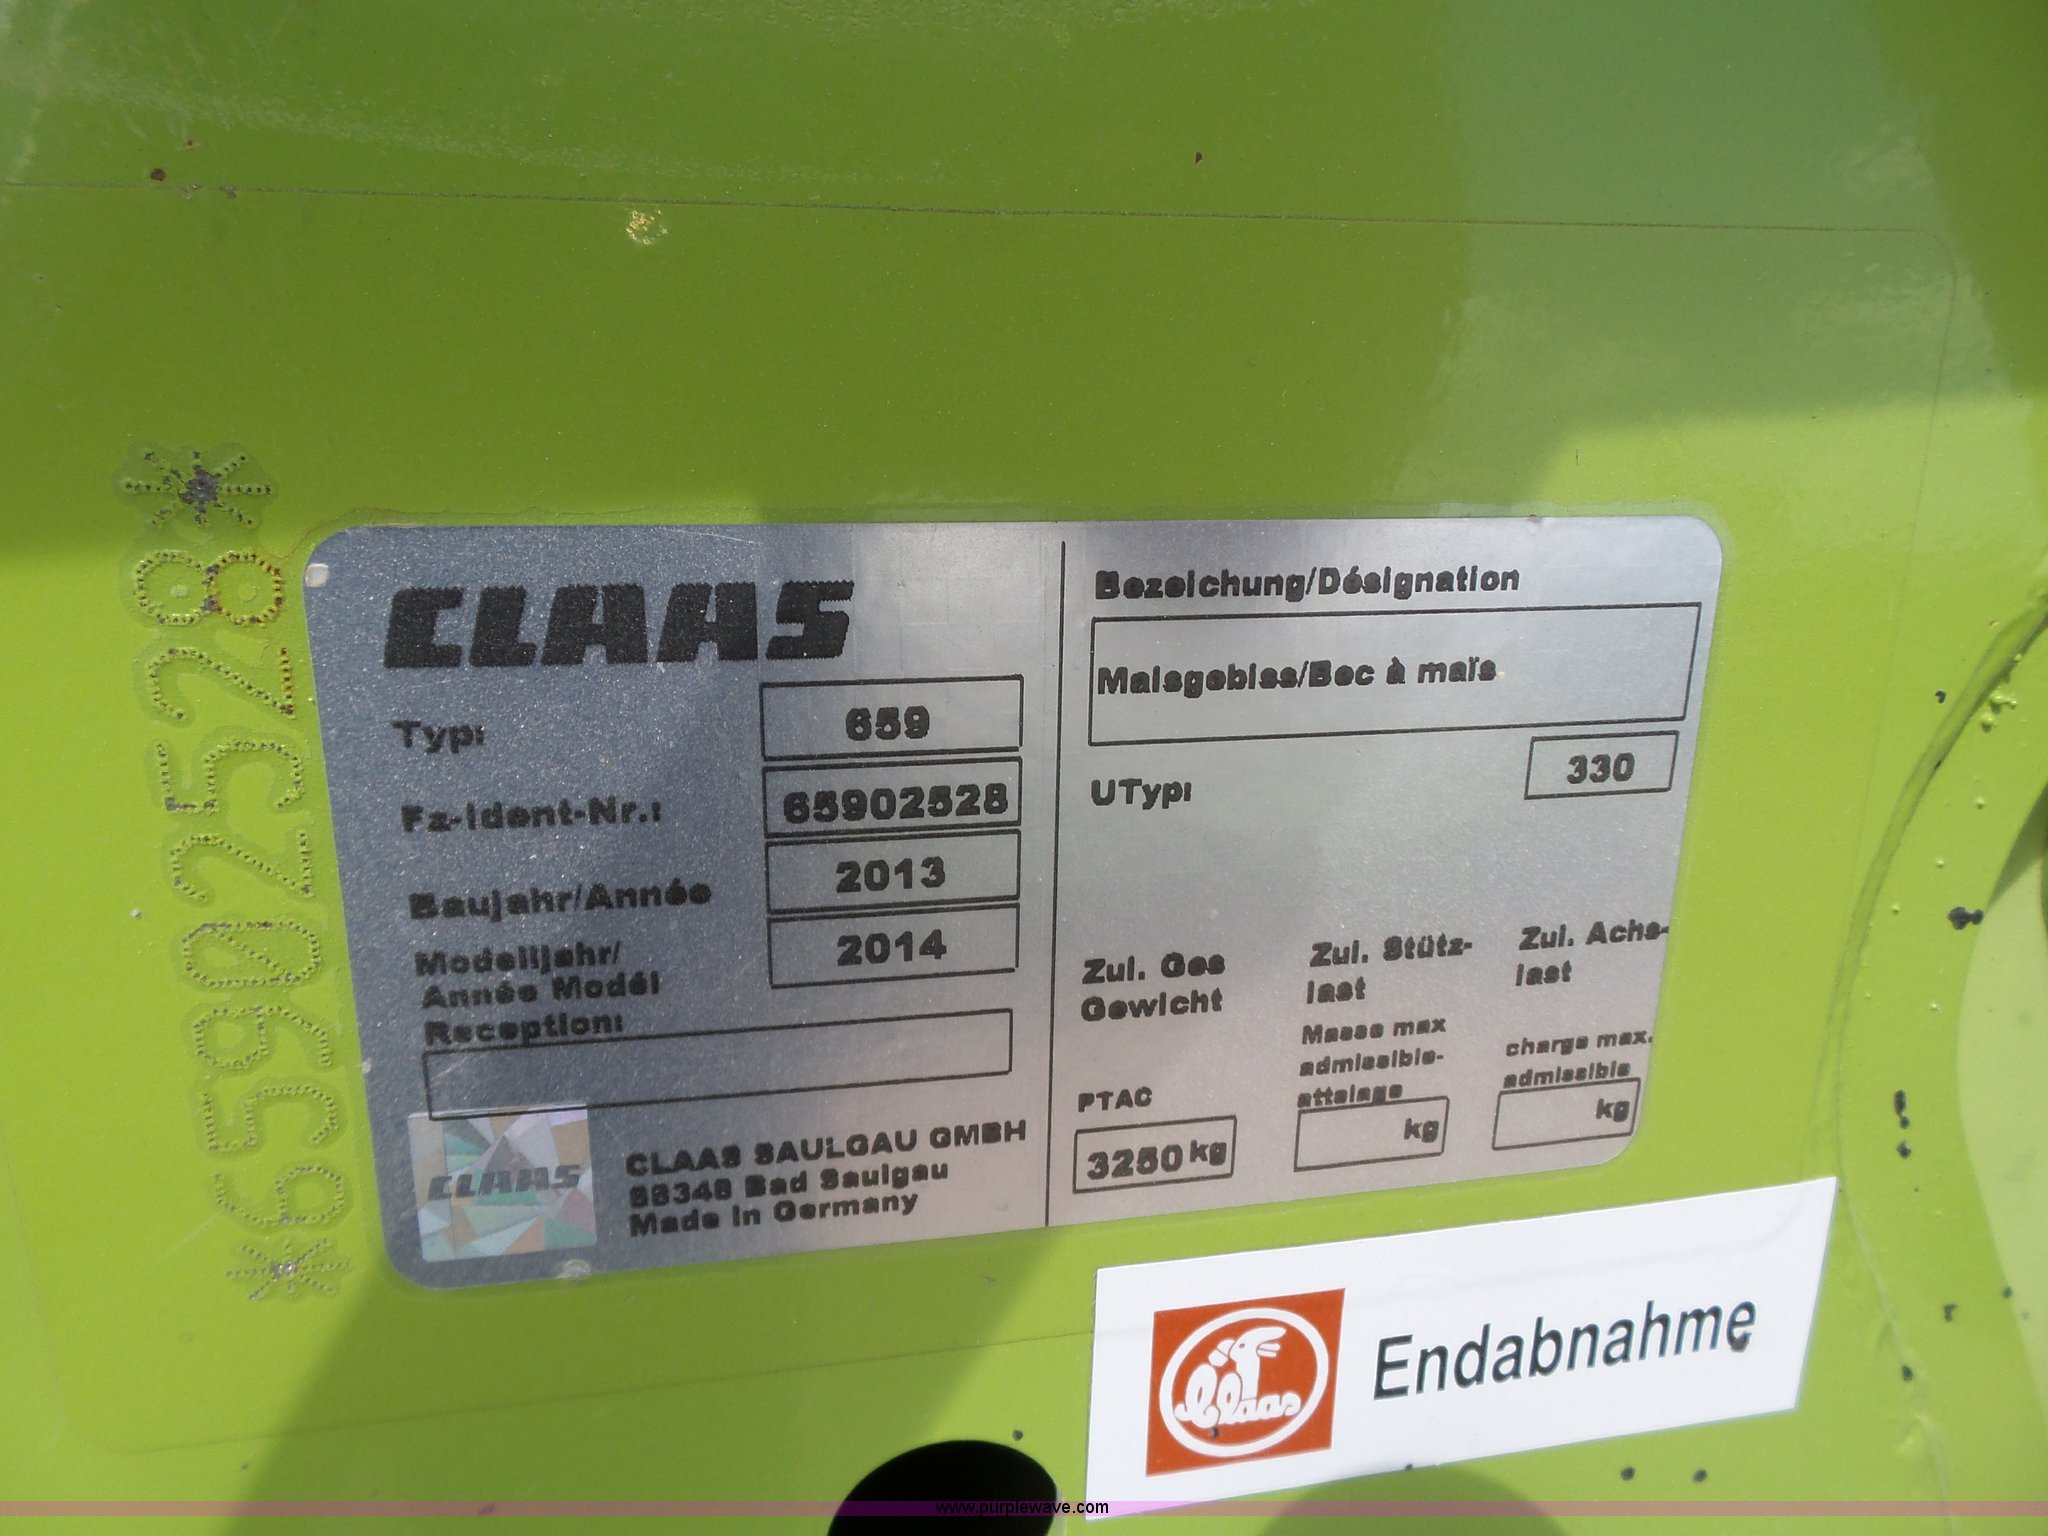 *65902528*
CLAAS
Typ: 659
Fz-Ident-Nr.: 65902528
Baujahr/Année 2013
Modelljahr/
Année Modél 2014
Reception:
CLAAS
CLAAS SAULGAU GMBH
88348 Bad Saulgau
Made in Germany
Bezeichung/Désignation
Maisgebiss/Bec à maïs
UTyp: 330
Zul. Ges
Gewicht
PTAC
3250 kg
Zul. Stütz-
last
Masse max
admissible-
attelage
kg
Zul. Achs-
last
charge max.
admissible
kg
Claas
Endabnahme
www.purplewave.com